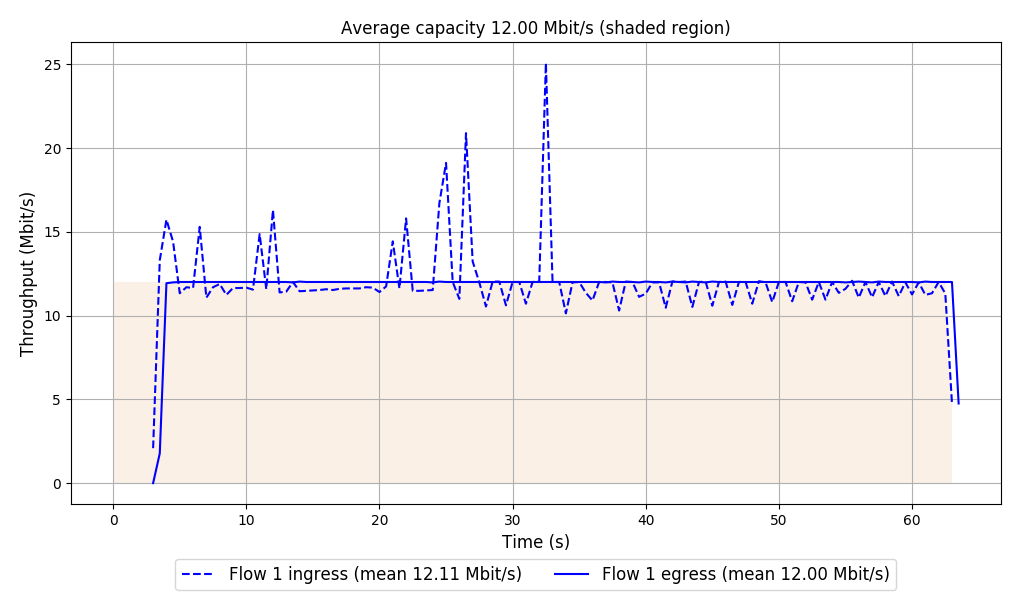 Average capacity 12.00 Mbit/s (shaded region)
Throughput (Mbit/s)
25
20
15
10
5
0
0 10 20 30 40 50 60
Time (s)
Flow 1 ingress (mean 12.11 Mbit/s) Flow 1 egress (mean 12.00 Mbit/s)